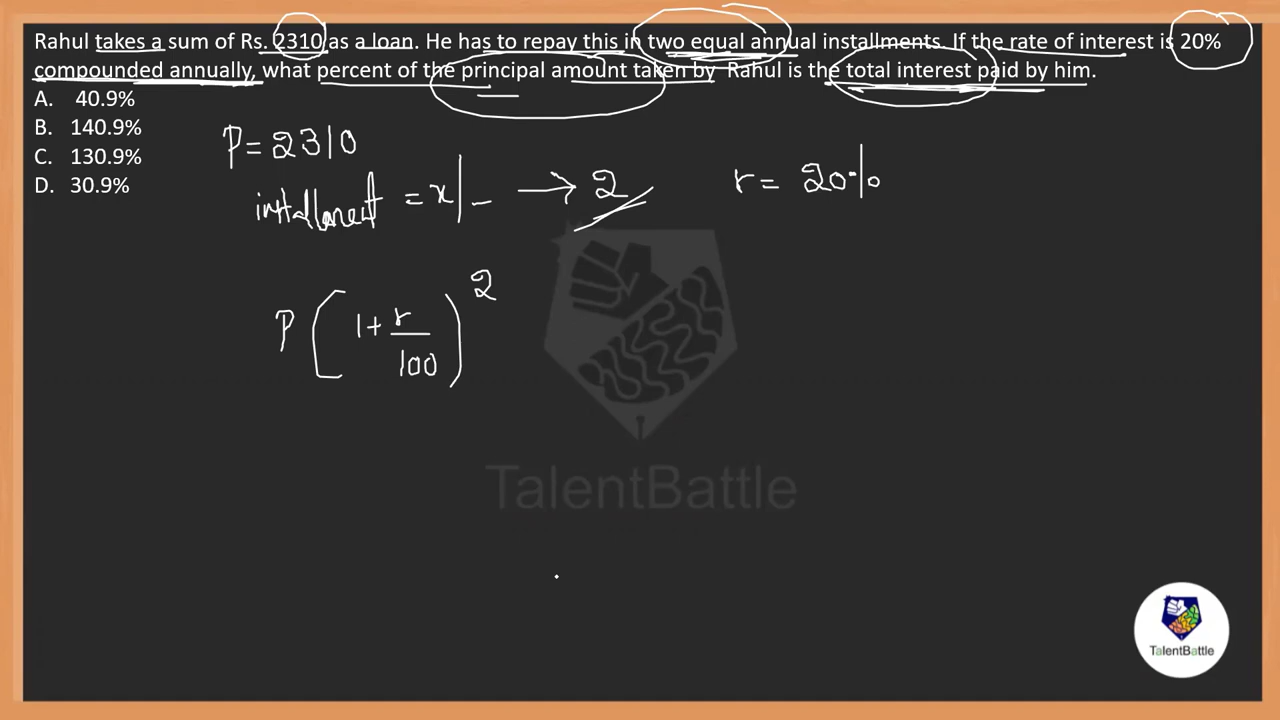 Rahul takes a sum of Rs. 2310 as a loan. He has to repay this in two equal annual installments. If the rate of interest is 20%
compounded annually, what percent of the principal amount taken by Rahul is the total interest paid by him.
A. 40.9%
B. 140.9%
C. 130.9%
D. 30.9%
P = 2310
installment = x/- → 2
r = 20%
P [1 + r/100)^2
TalentBattle
TalentBattle